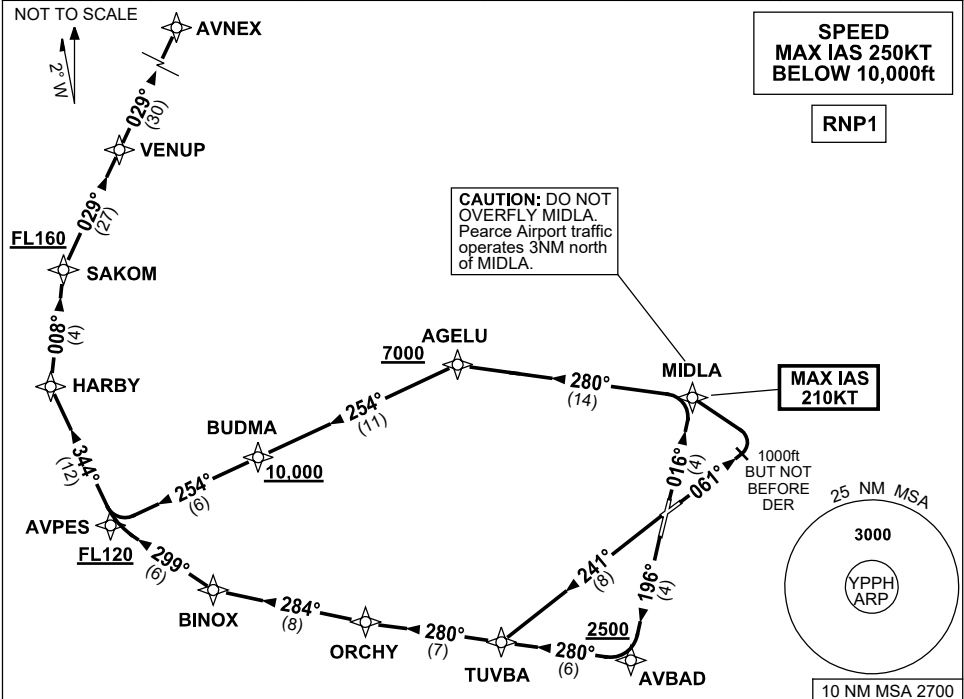 NOT TO SCALE
2° W
AVNEX
SPEED
MAX IAS 250KT
BELOW 10,000ft
RNP1
029°
(30)
VENUP
029°
(27)
FL160
SAKOM
CAUTION: DO NOT
OVERFLY MIDLA.
Pearce Airport traffic
operates 3NM north
of MIDLA.
008°
(4)
HARBY
AGELU
7000
280°
(14)
MIDLA
MAX IAS
210KT
254°
(11)
BUDMA
10,000
344°
(12)
254°
(6)
016°
(4)
061°
1000ft
BUT NOT
BEFORE
DER
AVPES
FL120
299°
(6)
241°
(8)
196°
(4)
BINOX
284°
(8)
ORCHY
280°
(7)
TUVBA
2500
280°
(6)
AVBAD
25 NM MSA
3000
YPPH
ARP
10 NM MSA 2700